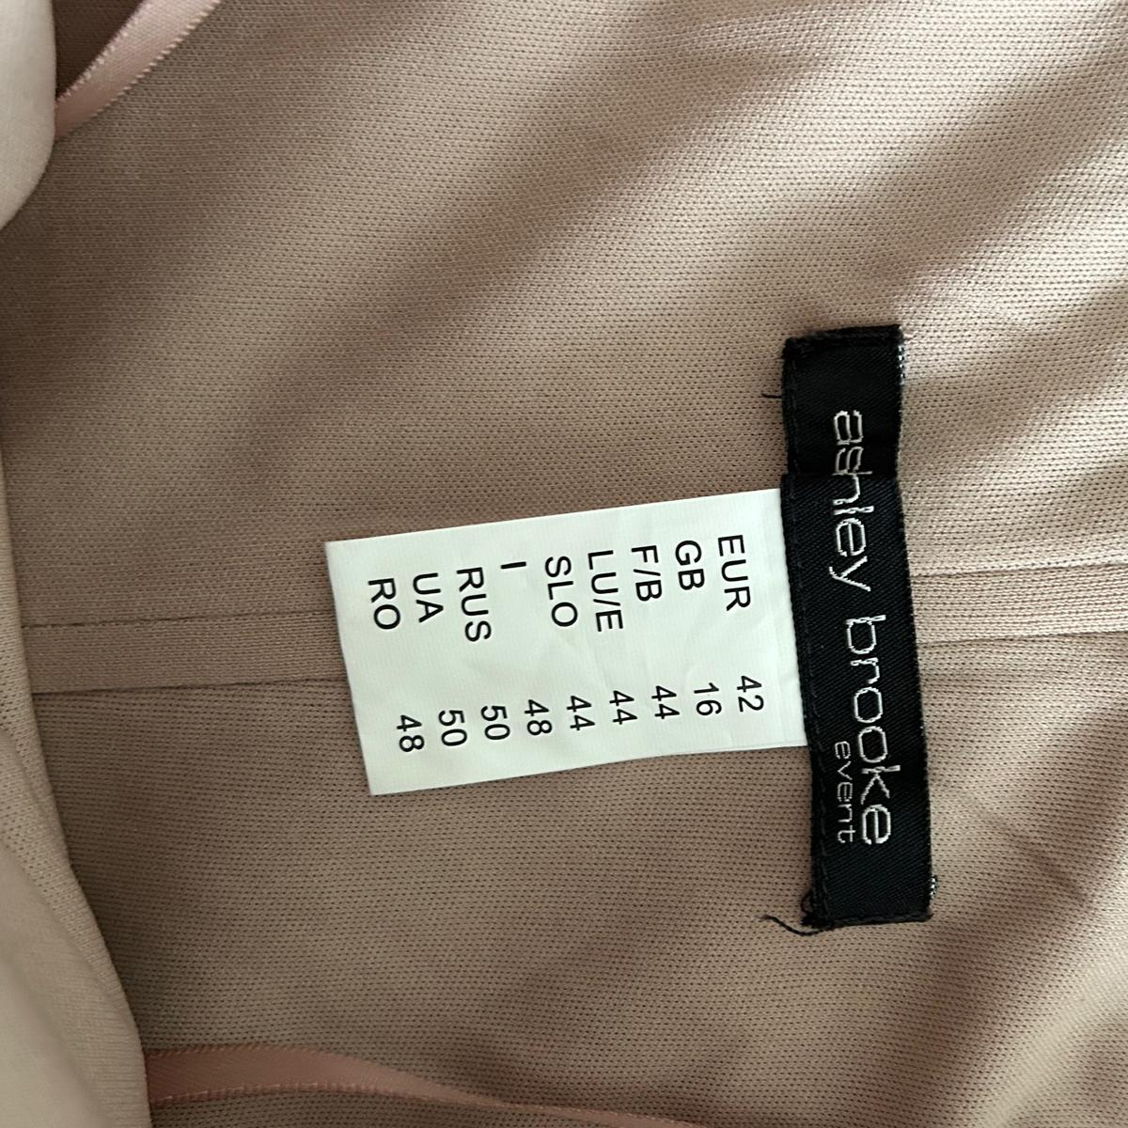 ashley brooke
event
EUR 42
GB 16
F/B 44
LU/E 44
SLO 44
I 48
RUS 50
UA 50
RO 48